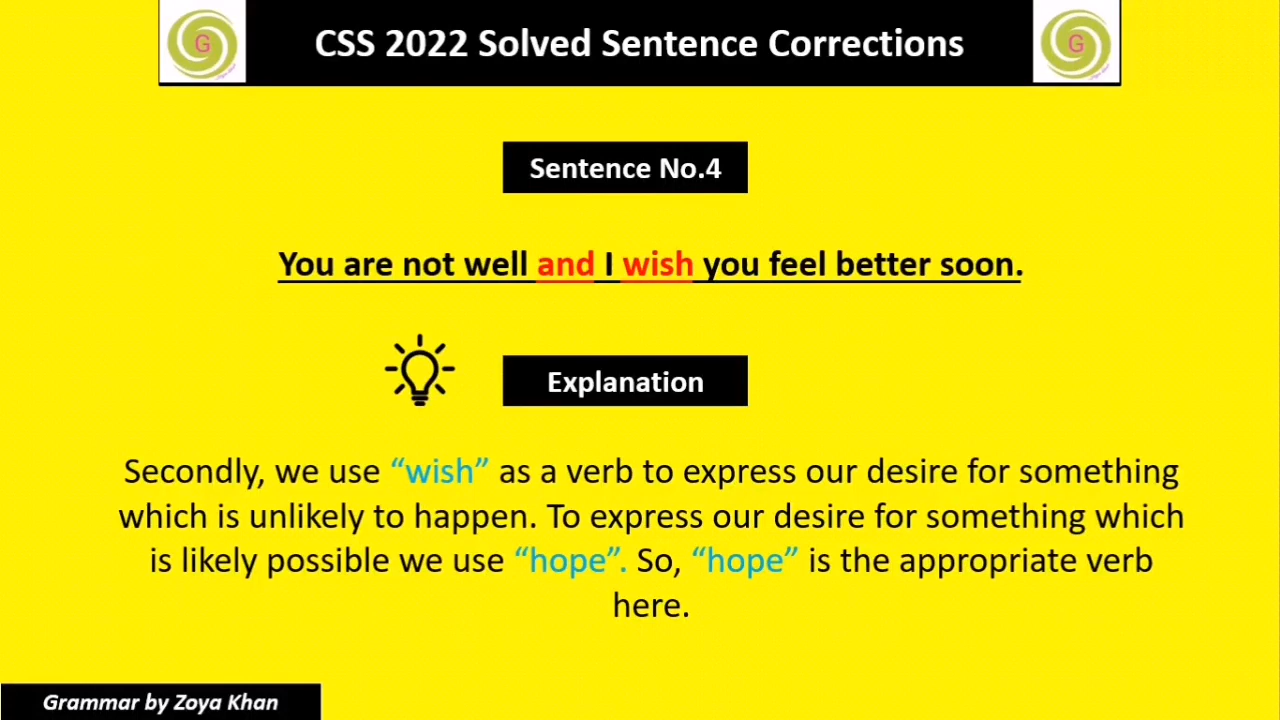 G
CSS 2022 Solved Sentence Corrections
G
Sentence No.4
You are not well and I wish you feel better soon.
Explanation
Secondly, we use “wish” as a verb to express our desire for something
which is unlikely to happen. To express our desire for something which
is likely possible we use “hope”. So, “hope” is the appropriate verb
here.
Grammar by Zoya Khan